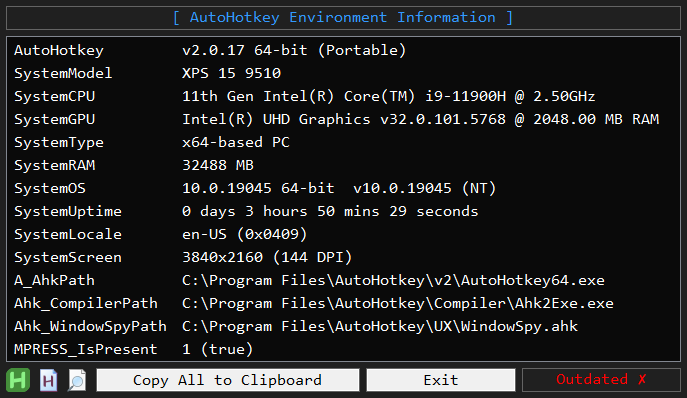 [ AutoHotkey Environment Information ]
AutoHotkey v2.0.17 64-bit (Portable)
SystemModel XPS 15 9510
SystemCPU 11th Gen Intel(R) Core(TM) i9-11900H @ 2.50GHz
SystemGPU Intel(R) UHD Graphics v32.0.101.5768 @ 2048.00 MB RAM
SystemType x64-based PC
SystemRAM 32488 MB
SystemOS 10.0.19045 64-bit  v10.0.19045 (NT)
SystemUptime 0 days 3 hours 50 mins 29 seconds
SystemLocale en-US (0x0409)
SystemScreen 3840x2160 (144 DPI)
A_AhkPath C:\Program Files\AutoHotkey\v2\AutoHotkey64.exe
Ahk_CompilerPath C:\Program Files\AutoHotkey\Compiler\Ahk2Exe.exe
Ahk_WindowSpyPath C:\Program Files\AutoHotkey\UX\WindowSpy.ahk
MPRESS_IsPresent 1 (true)
H H Copy All to Clipboard Exit Outdated ✗